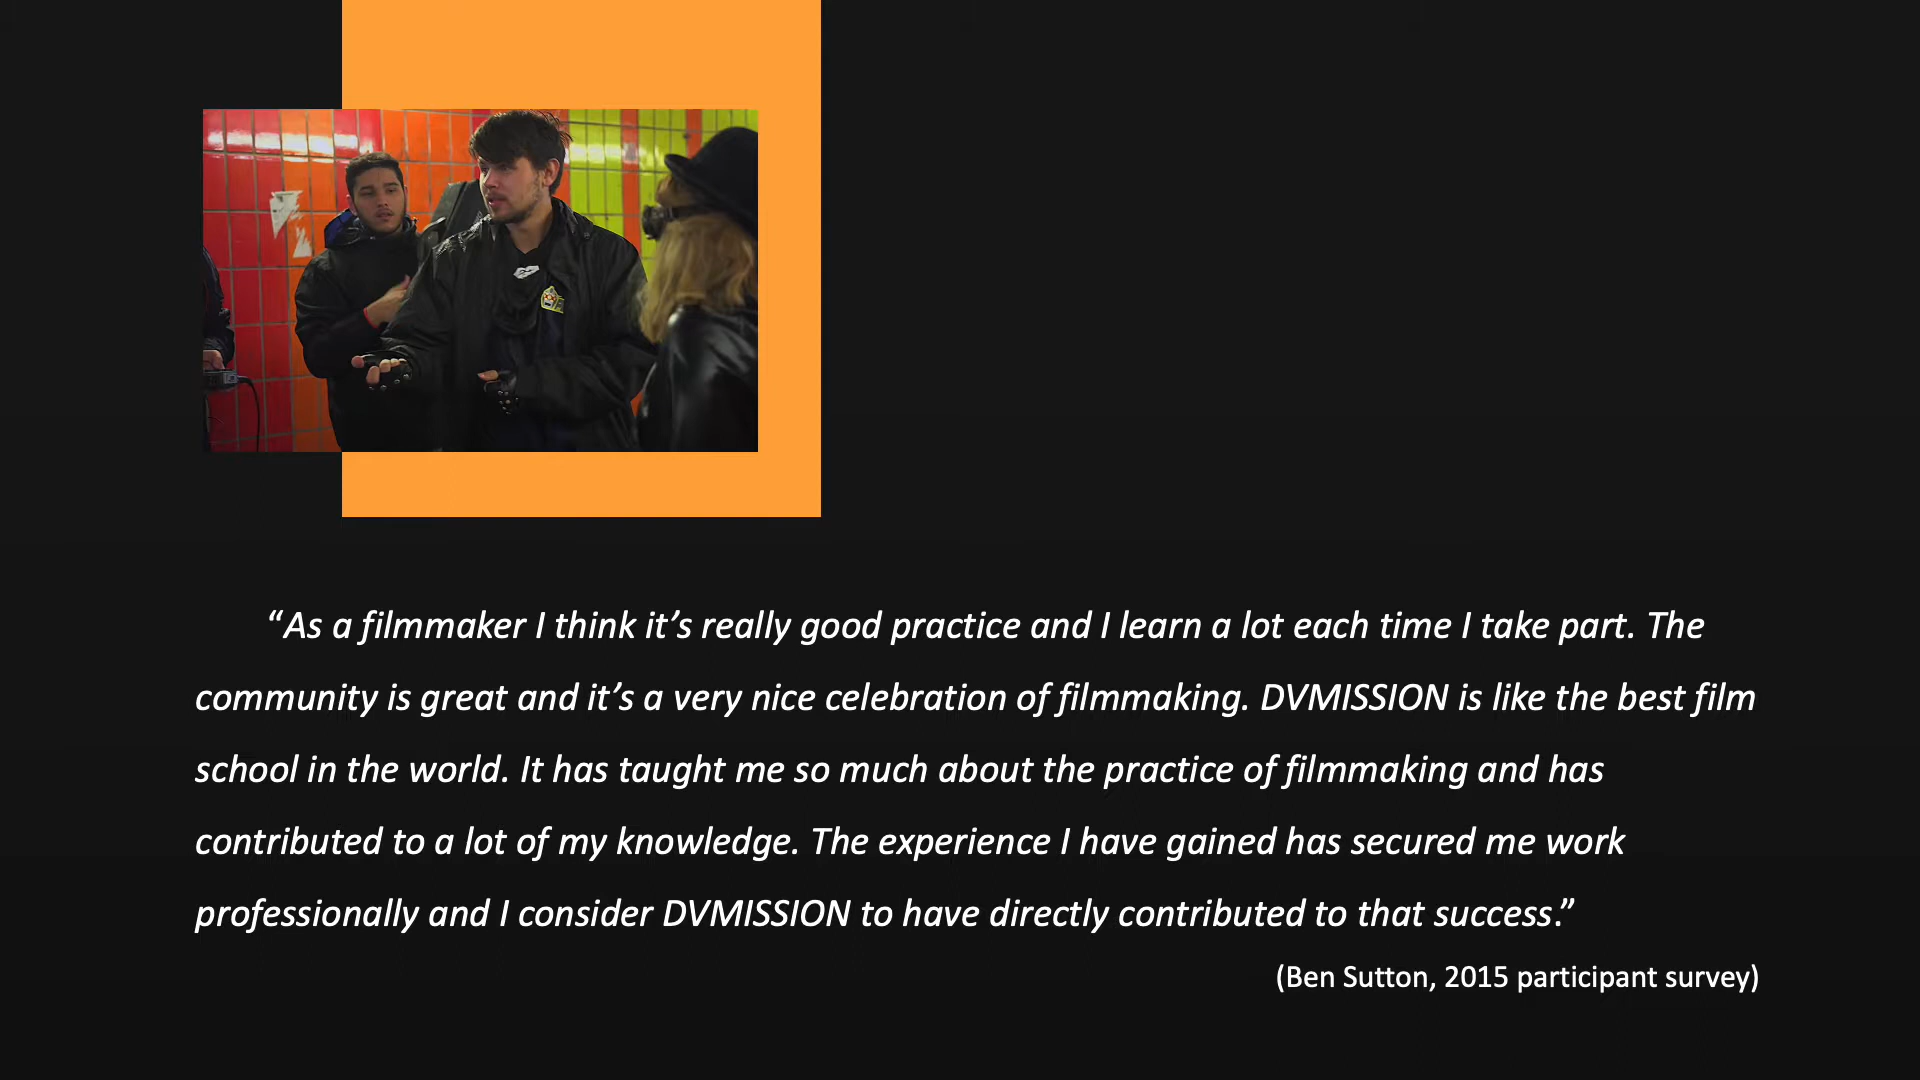 “As a filmmaker I think it’s really good practice and I learn a lot each time I take part. The
community is great and it’s a very nice celebration of filmmaking. DVMISSION is like the best film
school in the world. It has taught me so much about the practice of filmmaking and has
contributed to a lot of my knowledge. The experience I have gained has secured me work
professionally and I consider DVMISSION to have directly contributed to that success.”
(Ben Sutton, 2015 participant survey)